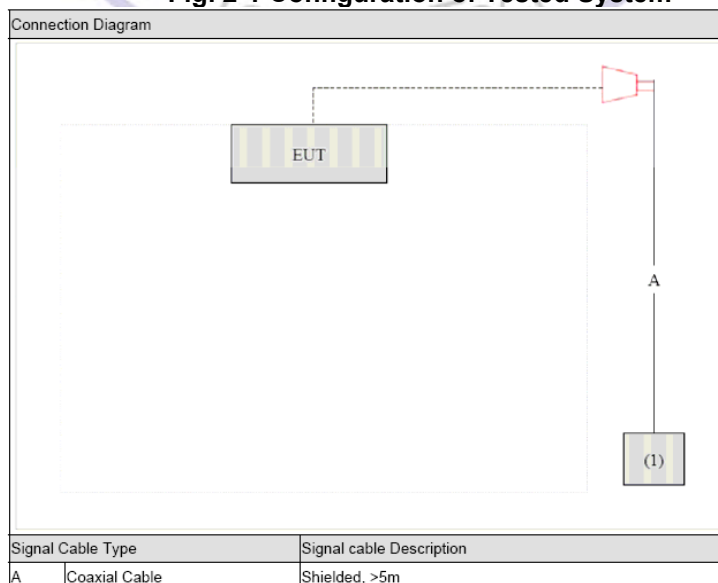 Fig. 2-1 Configuration of Tested System
Connection Diagram
EUT
A
(1)
Signal Cable Type Signal cable Description
A Coaxial Cable Shielded, >5m